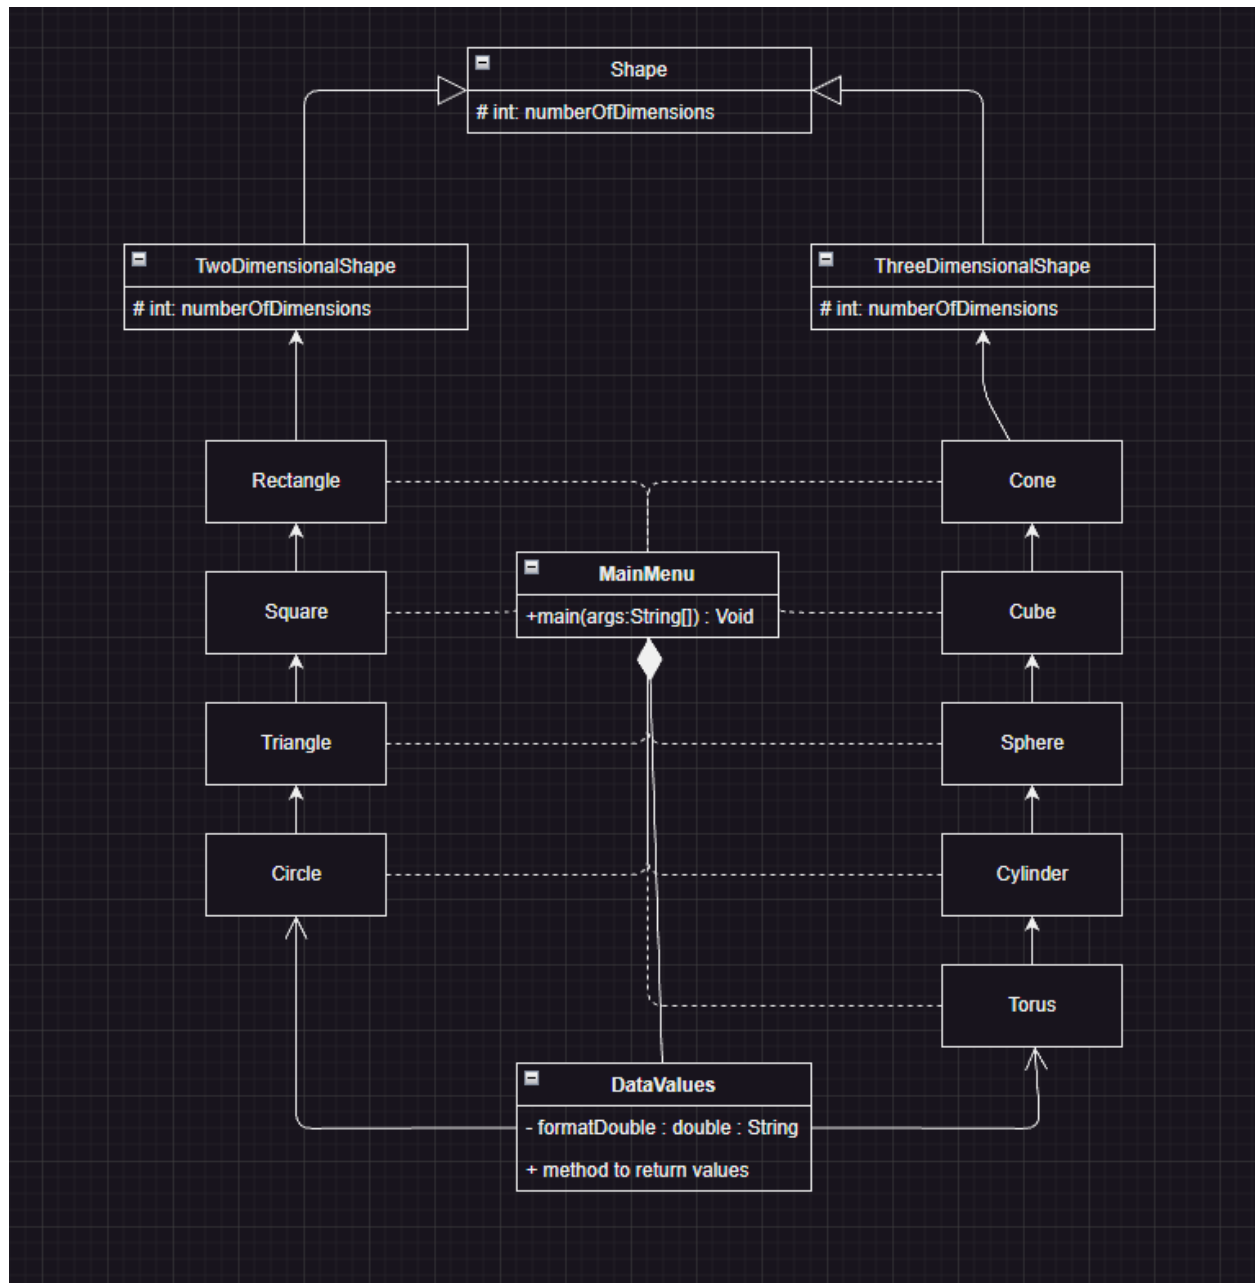 Shape
# int: numberOfDimensions
TwoDimensionalShape
# int: numberOfDimensions
ThreeDimensionalShape
# int: numberOfDimensions
Rectangle
Cone
MainMenu
+main(args:String[]) : Void
Square
Cube
Triangle
Sphere
Circle
Cylinder
Torus
DataValues
- formatDouble : double : String
+ method to return values